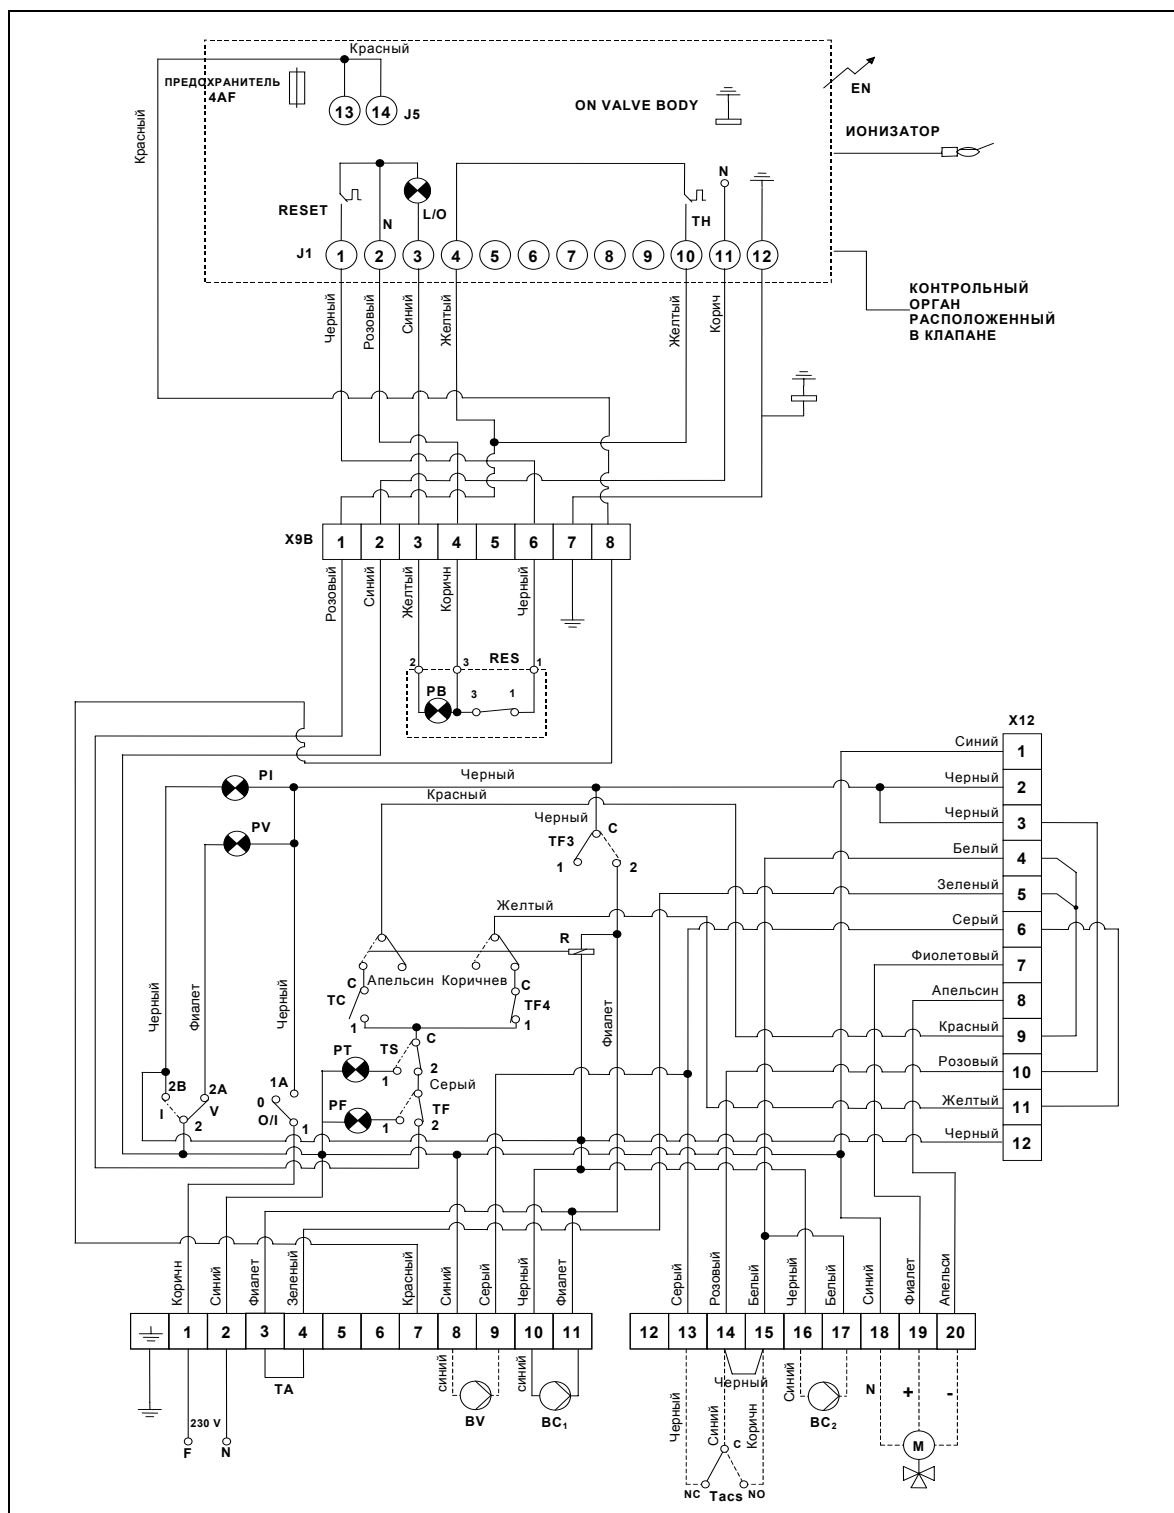 Красный
ПРЕДОХРАНИТЕЛЬ
4AF
13 14 J5
ON VALVE BODY
EN
ИОНИЗАТОР
Красный
RESET
N
L/O
TH
N
J1 1 2 3 4 5 6 7 8 9 10 11 12
Черный
Розовый
Синий
Желтый
Желтый
Корич
КОНТРОЛЬНЫЙ
ОРГАН
РАСПОЛОЖЕННЫЙ
В КЛАПАНЕ
X9B 1 2 3 4 5 6 7 8
Розовый
Синий
Желтый
Коричн
Черный
2 3 RES 1
PB 3 1
X12
Синий 1
Черный 2
Черный 3
Белый 4
Зеленый 5
Серый 6
Фиолетовый 7
Апельсин 8
Красный 9
Розовый 10
Желтый 11
Черный 12
PI
Черный
Красный
PV
Черный C
TF3
1 2
Желтый
R
Апельсин Коричнев
C C
TC TF4
1 1
Черный
Фиалет
Черный
Фиалет
C
PT TS
1 2
Серый
PF TF
1 2
2B 2A 1A
I V 0
2 O/I 1
Коричн
Синий
Фиалет
Зеленый
Красный
Синий
Серый
Черный
Фиалет
Серый
Розовый
Белый
Черный
Белый
Синий
Фиалет
Апельси
1 2 3 4 5 6 7 8 9 10 11
12 13 14 15 16 17 18 19 20
TA
синий
BV
синий
BC1
230 V
F N
Черный
Черный
Синий
Коричн
C
NC Tacs NO
Синий
BC2
N + -
M